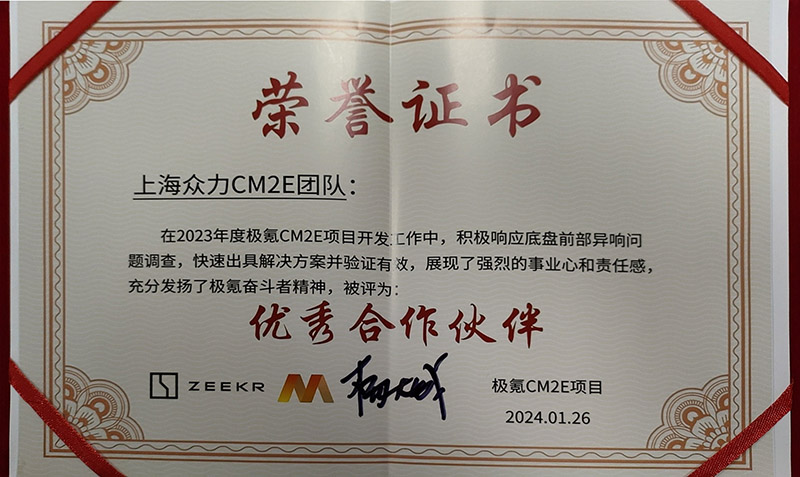 荣誉证书
上海众力CM2E团队：
在2023年度极氪CM2E项目开发工作中，积极响应底盘前部异响问
题调查，快速出具解决方案并验证有效，展现了强烈的事业心和责任感，
充分发扬了极氪奋斗者精神，被评为：
优秀合作伙伴
ZEEKR
极氪CM2E项目
2024.01.26